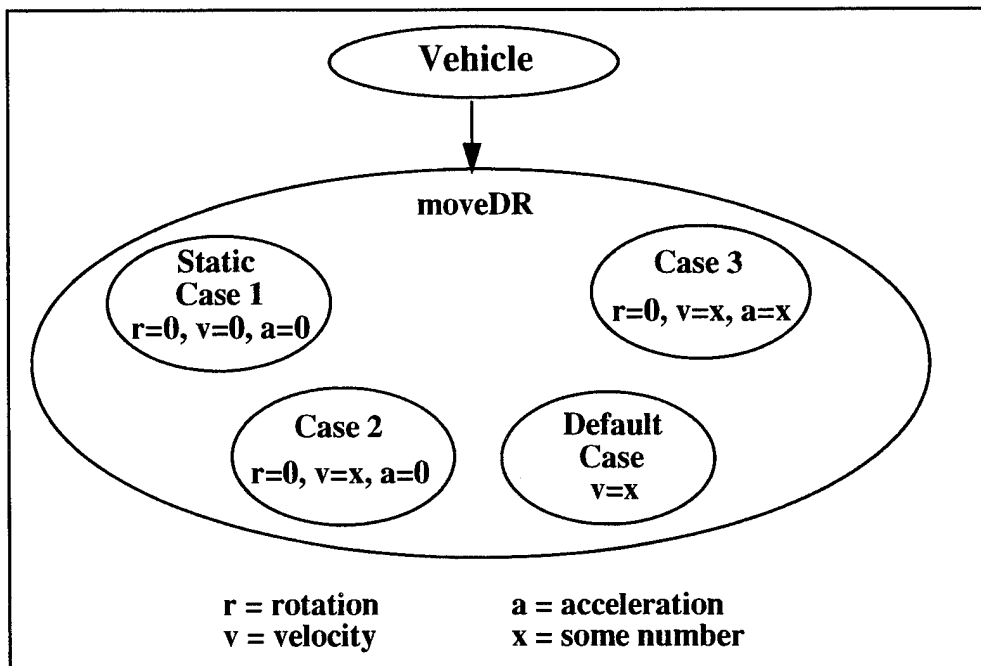 Vehicle
moveDR
Static
Case 1
r=0, v=0, a=0
Case 3
r=0, v=x, a=x
Case 2
r=0, v=x, a=0
Default
Case
v=x
r = rotation
v = velocity
a = acceleration
x = some number